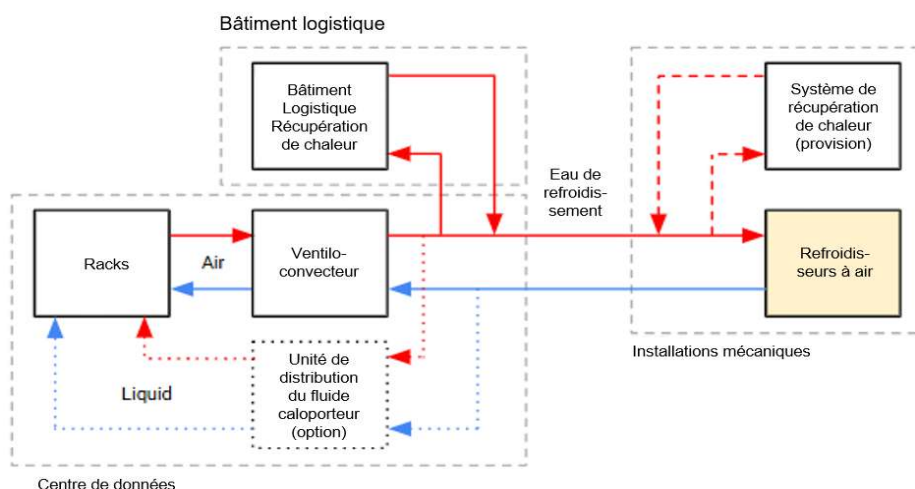 Bâtiment logistique
Bâtiment
Logistique
Récupération
de chaleur
Système de
récupération
de chaleur
(provision)
Eau de
refroidis-
sement
Racks
Air
Ventilo-
convecteur
Refroidis-
seurs à air
Installations mécaniques
Liquid
Unité de
distribution
du fluide
caloporteur
(option)
Centre de données